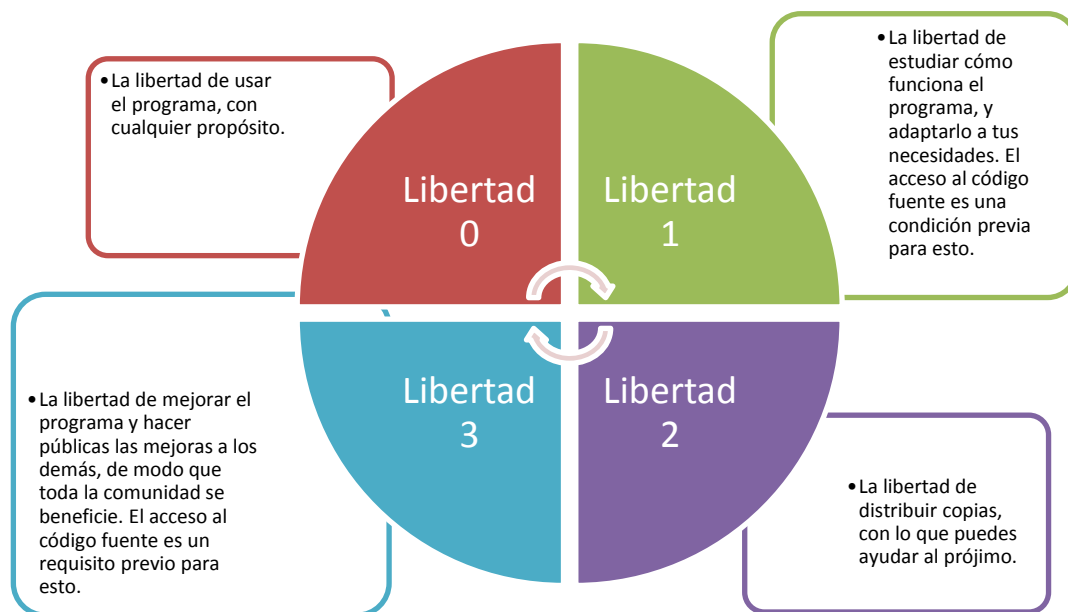 •La libertad de usar
el programa, con
cualquier propósito.
Libertad
0
•La libertad de
estudiar cómo
funciona el
programa, y
adaptarlo a tus
necesidades. El
acceso al código
fuente es una
condición previa
para esto.
Libertad
1
•La libertad de mejorar el
programa y hacer
públicas las mejoras a los
demás, de modo que
toda la comunidad se
beneficie. El acceso al
código fuente es un
requisito previo para
esto.
Libertad
3
Libertad
2
•La libertad de
distribuir copias,
con lo que puedes
ayudar al prójimo.